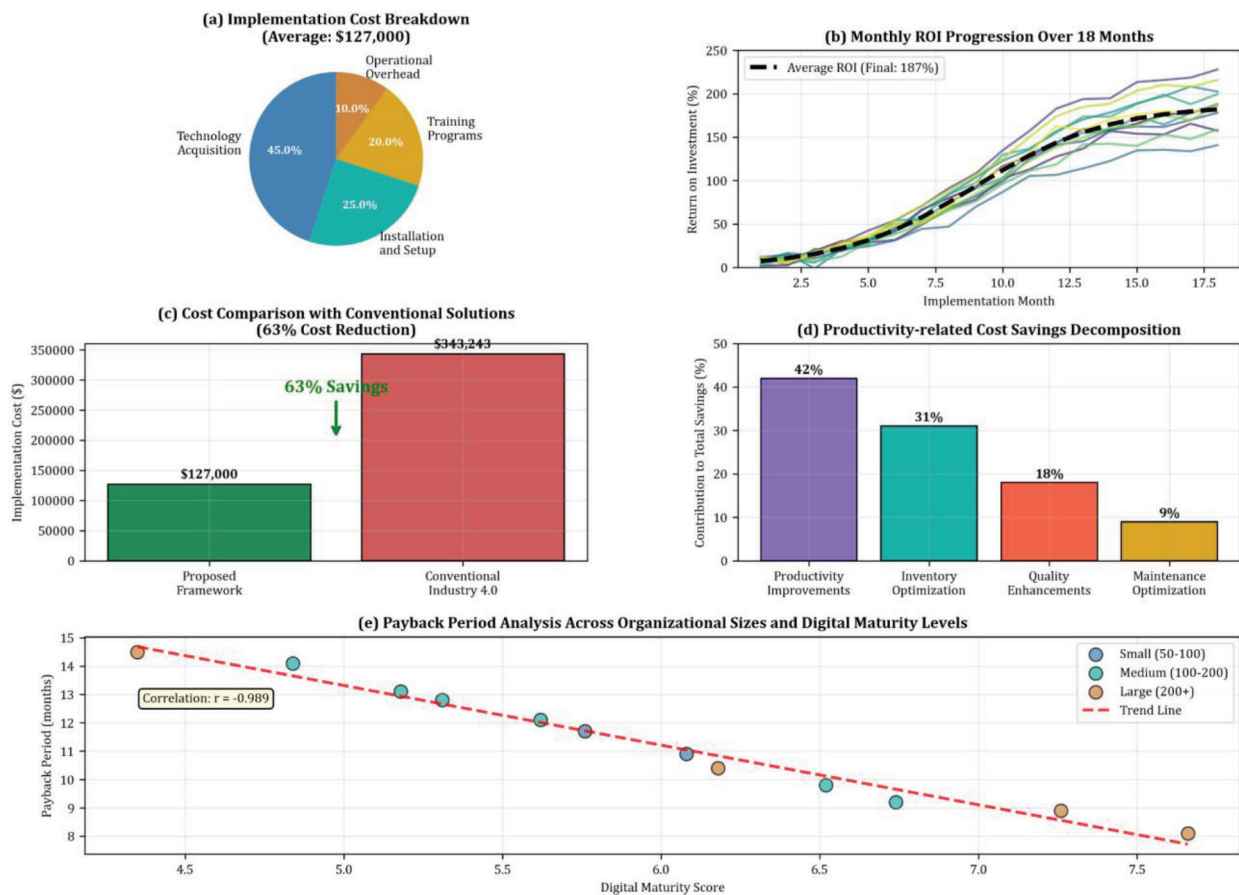 (a) Implementation Cost Breakdown
(Average: $127,000)
Operational
Overhead
10.0%
Training
Programs
20.0%
Technology
Acquisition
45.0%
25.0%
Installation
and Setup
(b) Monthly ROI Progression Over 18 Months
Average ROI (Final: 187%)
Return on Investment (%)
250
200
150
100
50
0
2.5 5.0 7.5 10.0 12.5 15.0 17.5
Implementation Month
(c) Cost Comparison with Conventional Solutions
(63% Cost Reduction)
Implementation Cost ($)
350000
300000
250000
200000
150000
100000
50000
0
$343,243
63% Savings
$127,000
Proposed
Framework
Conventional
Industry 4.0
(d) Productivity-related Cost Savings Decomposition
Contribution to Total Savings (%)
50
40
30
20
10
0
42%
31%
18%
9%
Productivity
Improvements
Inventory
Optimization
Quality
Enhancements
Maintenance
Optimization
(e) Payback Period Analysis Across Organizational Sizes and Digital Maturity Levels
Payback Period (months)
15
14
13
12
11
10
9
8
Correlation: r = -0.989
Small (50-100)
Medium (100-200)
Large (200+)
Trend Line
4.5 5.0 5.5 6.0 6.5 7.0 7.5
Digital Maturity Score